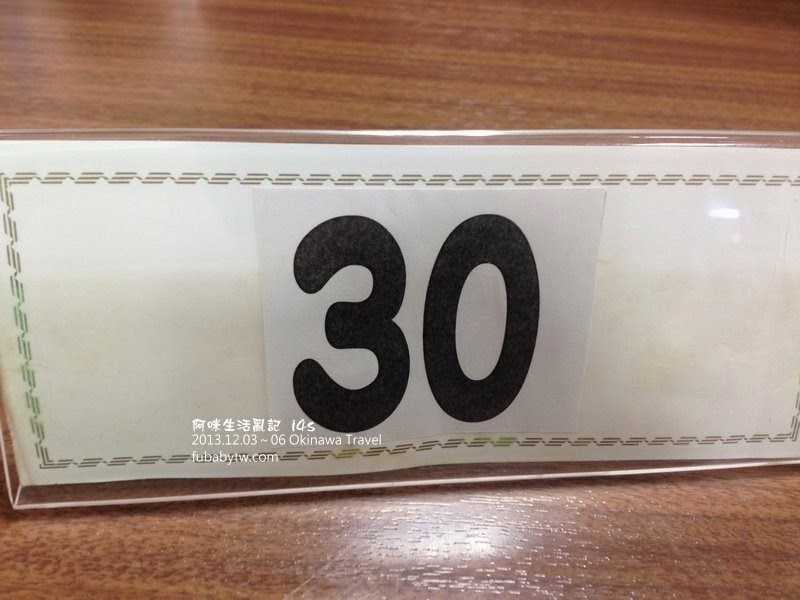 30
阿咪生活亂記 i4s
2013.12.03~06 Okinawa Travel
fubabytw.com